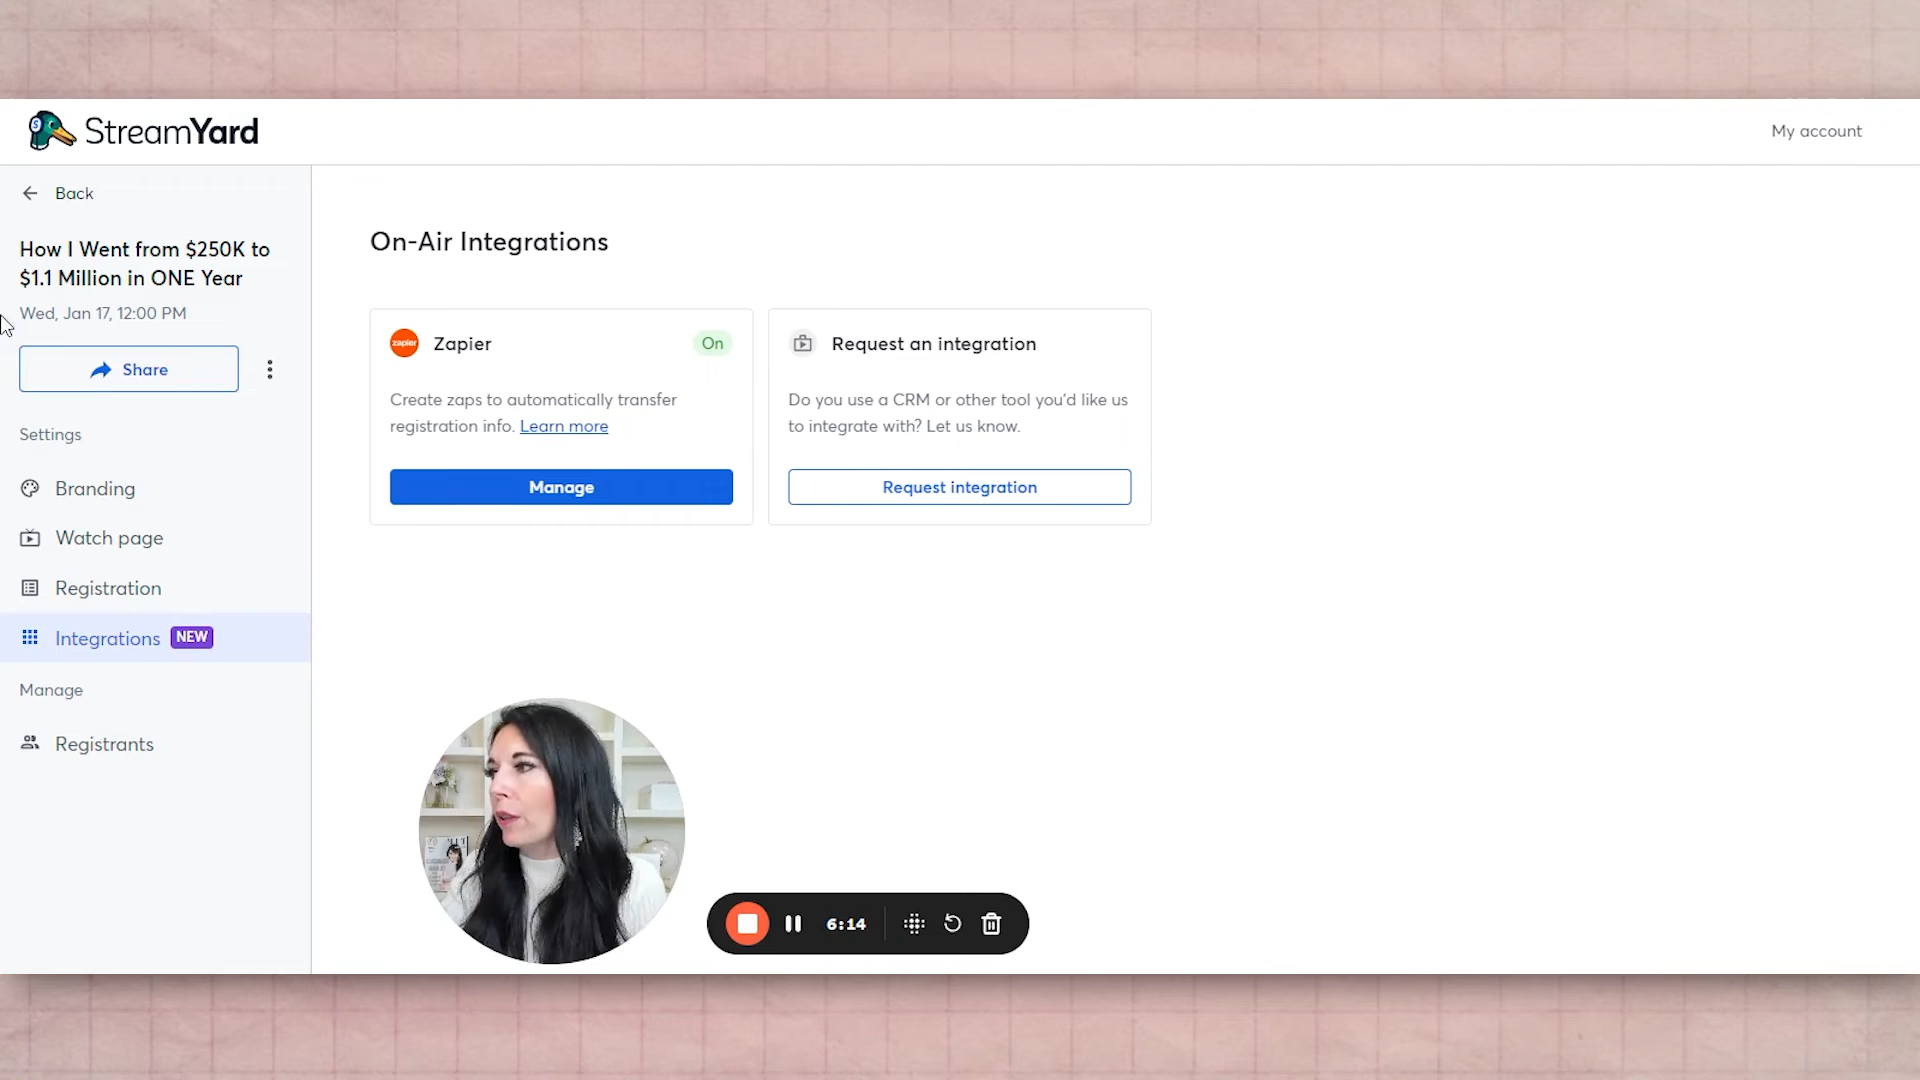 StreamYard
My account
Back
How I Went from $250K to
$1.1 Million in ONE Year
Wed, Jan 17, 12:00 PM
Share
Settings
Branding
Watch page
Registration
Integrations NEW
Manage
Registrants
On-Air Integrations
zapier Zapier On
Create zaps to automatically transfer
registration info. Learn more
Manage
Request an integration
Do you use a CRM or other tool you'd like us
to integrate with? Let us know.
Request integration
6:14